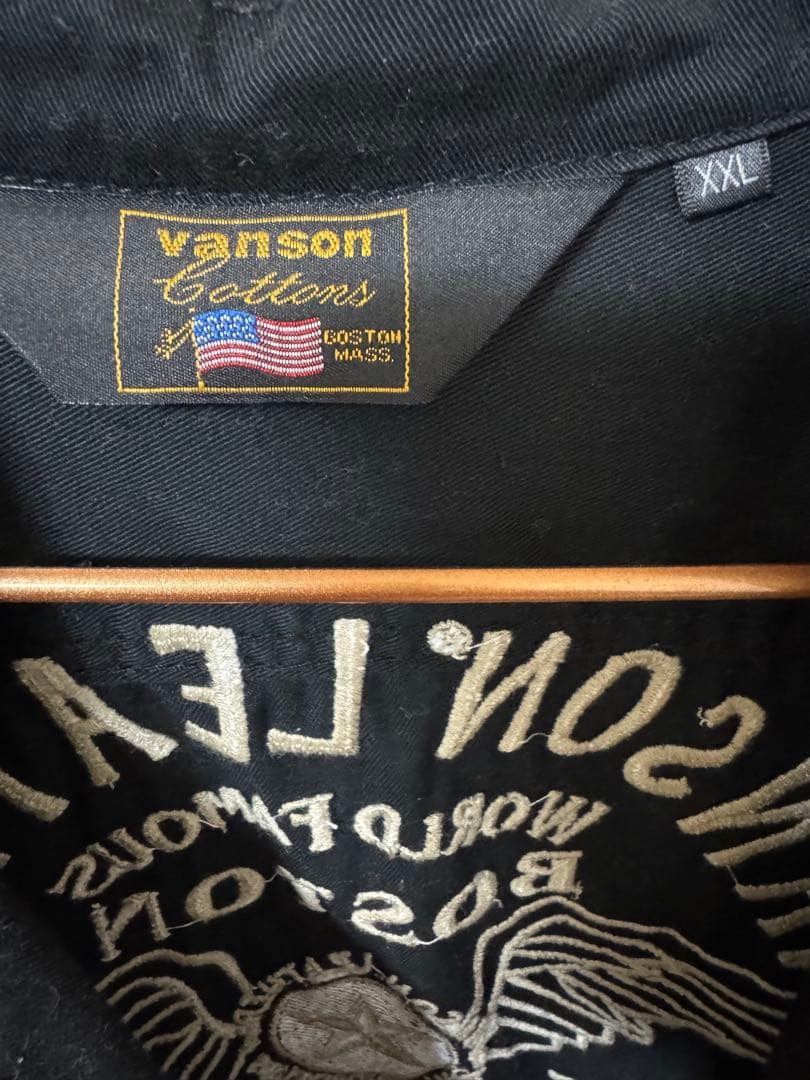 XXL
vanson
Cottons
BOSTON
MASS.
SON LEA
WORLD FAMOUS
BOSTON